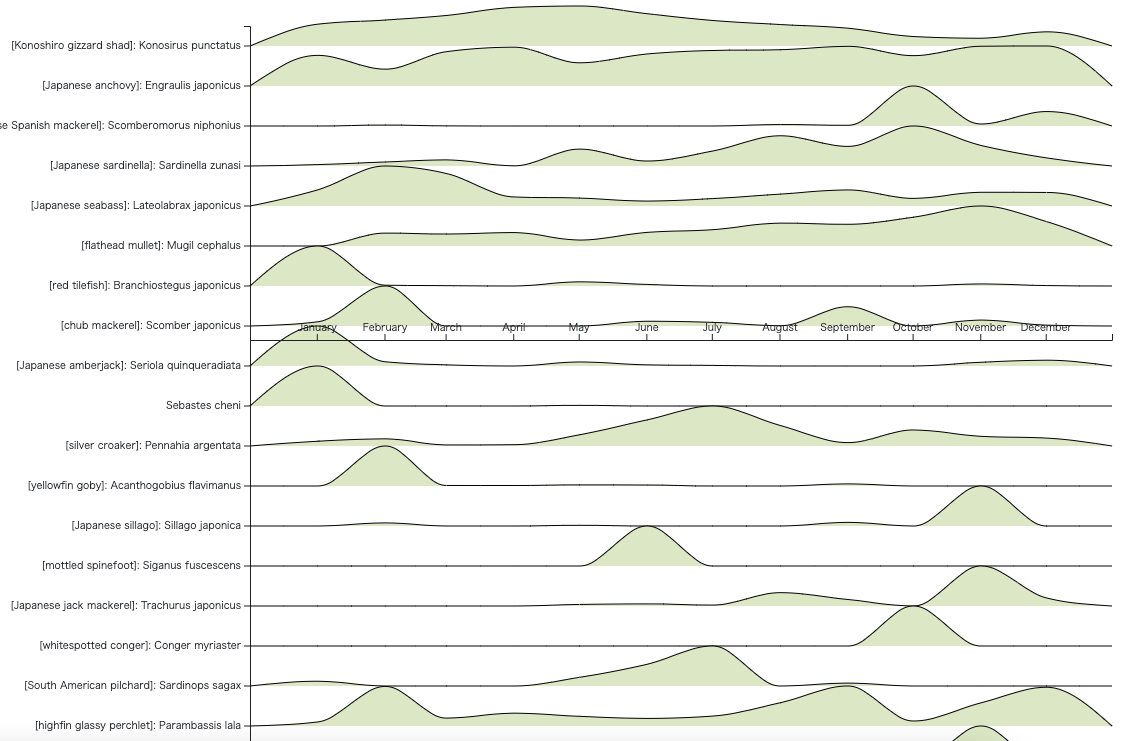 [Konoshiro gizzard shad]: Konosirus punctatus
[Japanese anchovy]: Engraulis japonicus
se Spanish mackerel]: Scomberomorus niphonius
[Japanese sardinella]: Sardinella zunasi
[Japanese seabass]: Lateolabrax japonicus
[flathead mullet]: Mugil cephalus
[red tilefish]: Branchiostegus japonicus
[chub mackerel]: Scomber japonicus
January February March April May June July August September October November December
[Japanese amberjack]: Seriola quinqueradiata
Sebastes cheni
[silver croaker]: Pennahia argentata
[yellowfin goby]: Acanthogobius flavimanus
[Japanese sillago]: Sillago japonica
[mottled spinefoot]: Siganus fuscescens
[Japanese jack mackerel]: Trachurus japonicus
[whitespotted conger]: Conger myriaster
[South American pilchard]: Sardinops sagax
[highfin glassy perchlet]: Parambassis lala